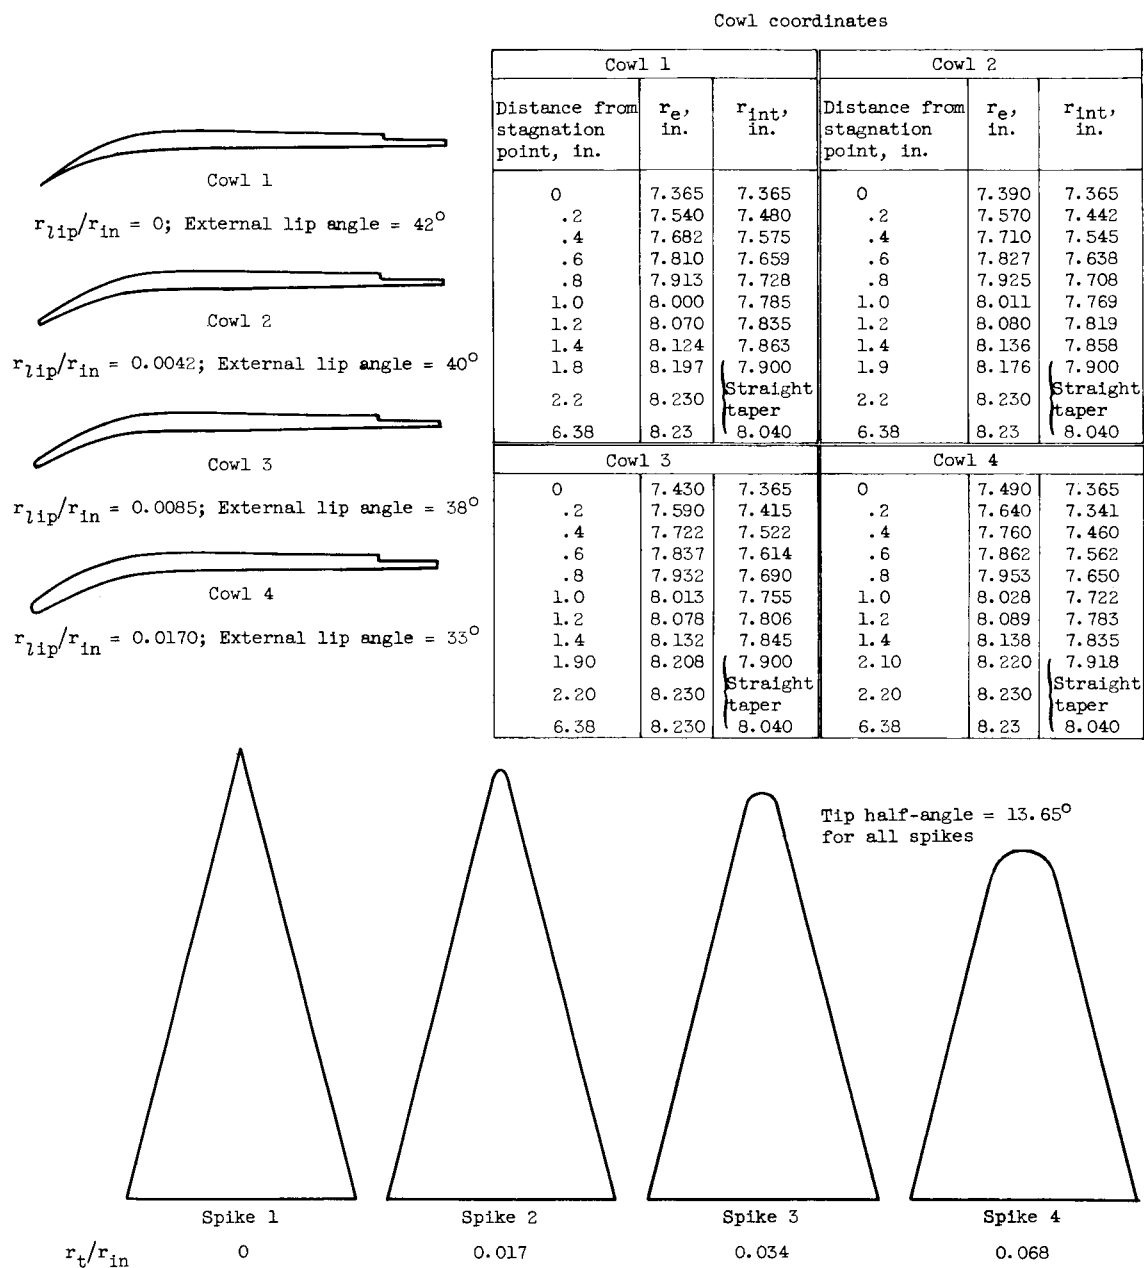 Cowl coordinates
Cowl 1
r_lip/r_in = 0; External lip angle = 42°
Cowl 2
r_lip/r_in = 0.0042; External lip angle = 40°
Cowl 3
r_lip/r_in = 0.0085; External lip angle = 38°
Cowl 4
r_lip/r_in = 0.0170; External lip angle = 33°
Cowl 1 Cowl 2
Distance from r_e, r_int, Distance from r_e, r_int,
stagnation in. in. stagnation in. in.
point, in. point, in.
0 7.365 7.365 0 7.390 7.365
.2 7.540 7.480 .2 7.570 7.442
.4 7.682 7.575 .4 7.710 7.545
.6 7.810 7.659 .6 7.827 7.638
.8 7.913 7.728 .8 7.925 7.708
1.0 8.000 7.785 1.0 8.011 7.769
1.2 8.070 7.835 1.2 8.080 7.819
1.4 8.124 7.863 1.4 8.136 7.858
1.8 8.197 7.900 1.9 8.176 7.900
2.2 8.230 Straight taper 2.2 8.230 Straight taper
6.38 8.23 8.040 6.38 8.23 8.040
Cowl 3 Cowl 4
0 7.430 7.365 0 7.490 7.365
.2 7.590 7.415 .2 7.640 7.341
.4 7.722 7.522 .4 7.760 7.460
.6 7.837 7.614 .6 7.862 7.562
.8 7.932 7.690 .8 7.953 7.650
1.0 8.013 7.755 1.0 8.028 7.722
1.2 8.078 7.806 1.2 8.089 7.783
1.4 8.132 7.845 1.4 8.138 7.835
1.90 8.208 7.900 2.10 8.220 7.918
2.20 8.230 Straight taper 2.20 8.230 Straight taper
6.38 8.230 8.040 6.38 8.23 8.040
Tip half-angle = 13.65°
for all spikes
Spike 1 Spike 2 Spike 3 Spike 4
r_t/r_in 0 0.017 0.034 0.068